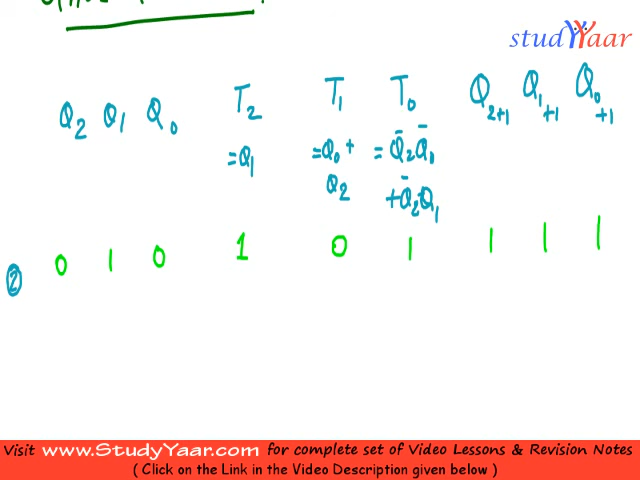 studYYaar
Q₂ Q₁ Q₀ T₂ T₁ T₀ Q₂₊₁ Q₁₊₁ Q₀₊₁
=Q₁ =Q₀+ =Q̄₂Q̄₀
Q₂ +Q̄₂Q₁
② 0 1 0 1 0 1 1 1 1
Visit www.StudyYaar.com for complete set of Video Lessons & Revision Notes
( Click on the Link in the Video Description given below )